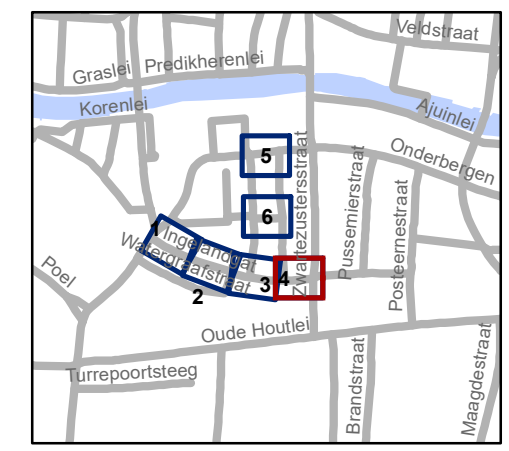 Veldstraat
Graslei
Predikherenlei
Korenlei
Ajuinlei
Onderbergen
5
Zwartezustersstraat
Pussemierstraat
Posteernestraat
6
1
Ingelandgat
Watergraafstraat
Poel
2
3
4
Oude Houtlei
Turrepoortsteeg
Brandstraat
Maagdestraat